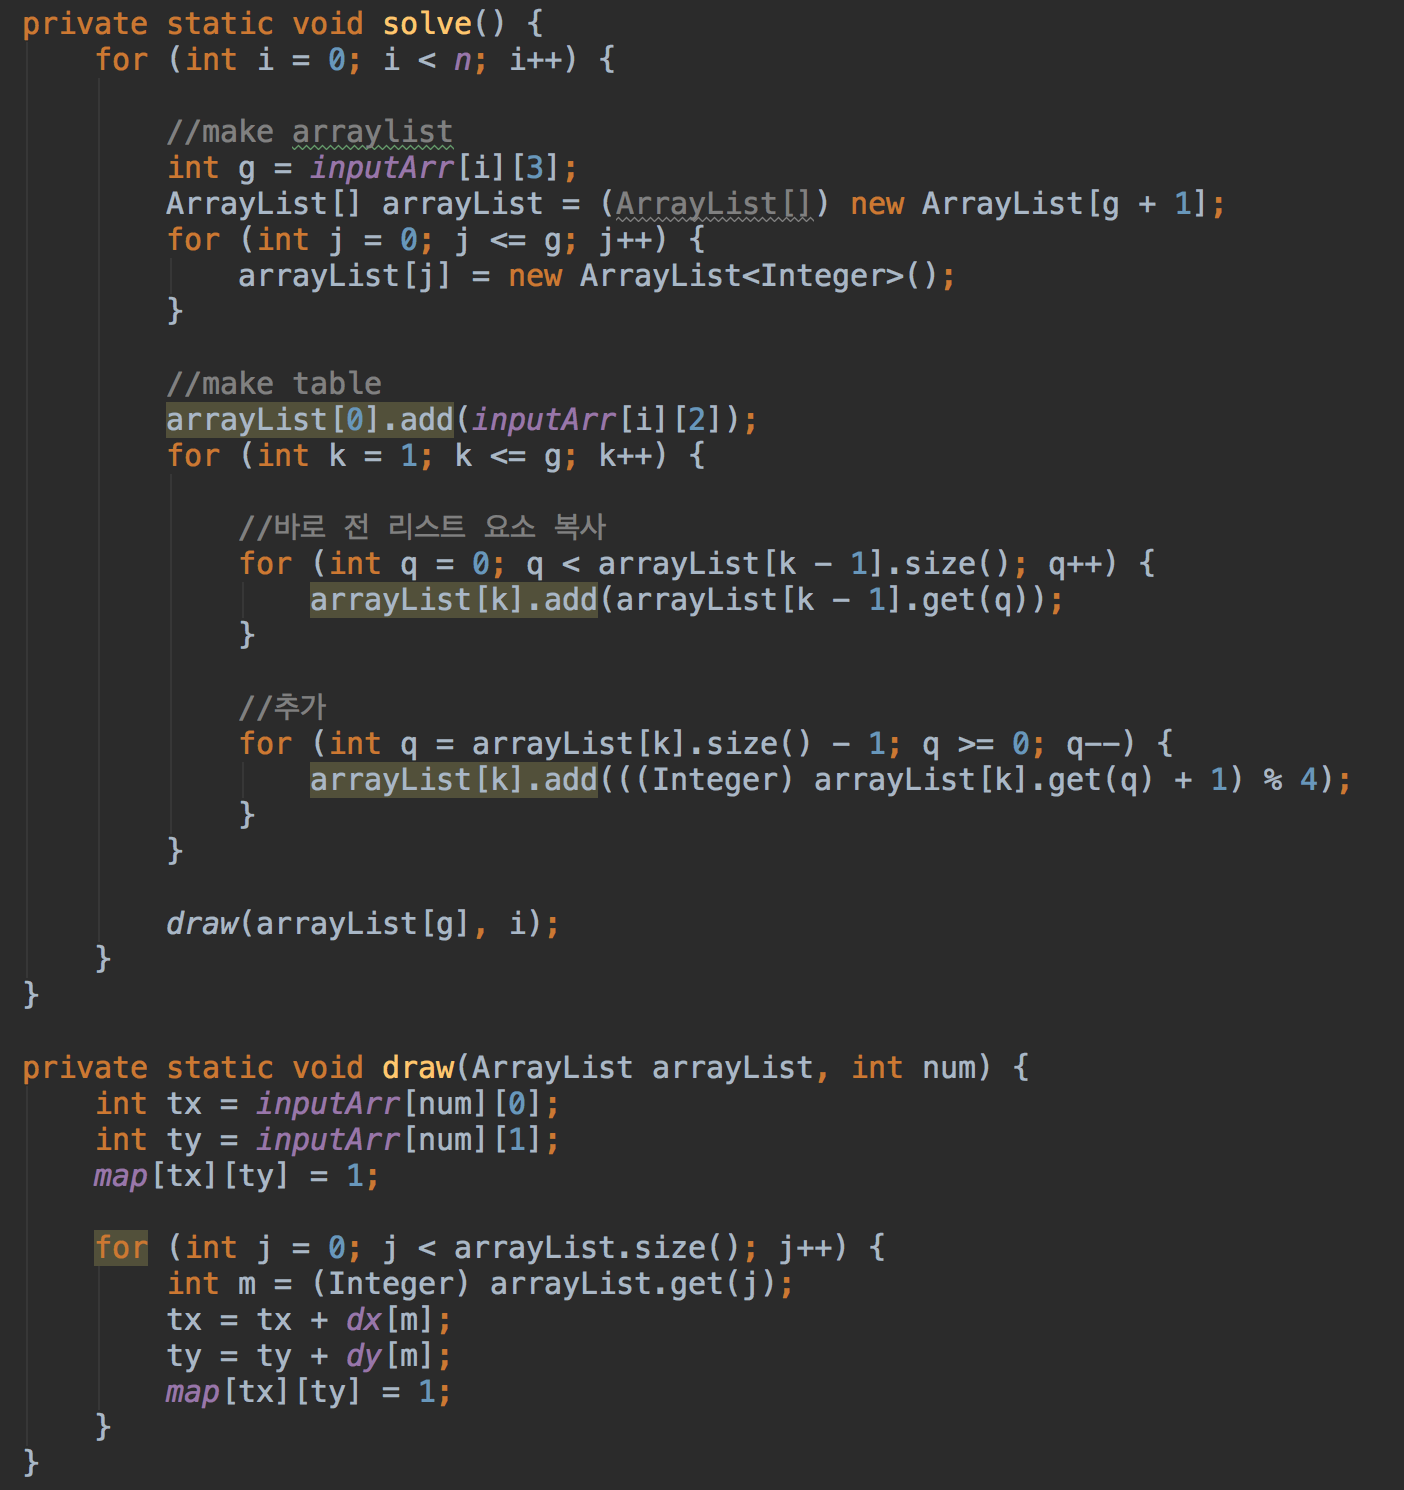 private static void solve() {
    for (int i = 0; i < n; i++) {

        //make arraylist
        int g = inputArr[i][3];
        ArrayList[] arrayList = (ArrayList[]) new ArrayList[g + 1];
        for (int j = 0; j <= g; j++) {
            arrayList[j] = new ArrayList<Integer>();
        }

        //make table
        arrayList[0].add(inputArr[i][2]);
        for (int k = 1; k <= g; k++) {

            //바로 전 리스트 요소 복사
            for (int q = 0; q < arrayList[k - 1].size(); q++) {
                arrayList[k].add(arrayList[k - 1].get(q));
            }

            //추가
            for (int q = arrayList[k].size() - 1; q >= 0; q--) {
                arrayList[k].add(((Integer) arrayList[k].get(q) + 1) % 4);
            }
        }

        draw(arrayList[g], i);
    }
}

private static void draw(ArrayList arrayList, int num) {
    int tx = inputArr[num][0];
    int ty = inputArr[num][1];
    map[tx][ty] = 1;

    for (int j = 0; j < arrayList.size(); j++) {
        int m = (Integer) arrayList.get(j);
        tx = tx + dx[m];
        ty = ty + dy[m];
        map[tx][ty] = 1;
    }
}